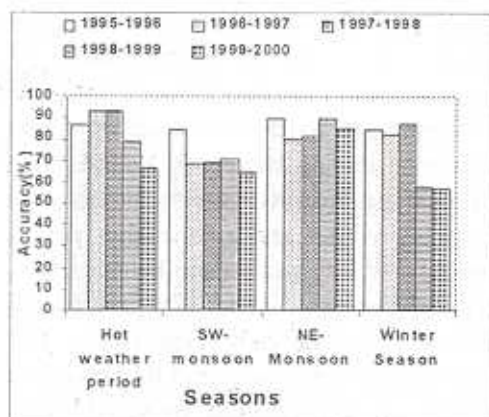 1995-1996 1996-1997 1997-1998
1998-1999 1999-2000
Accuracy(%)
100
90
80
70
60
50
40
30
20
10
0
Hot weather period
SW-monsoon
NE-Monsoon
Winter Season
Seasons